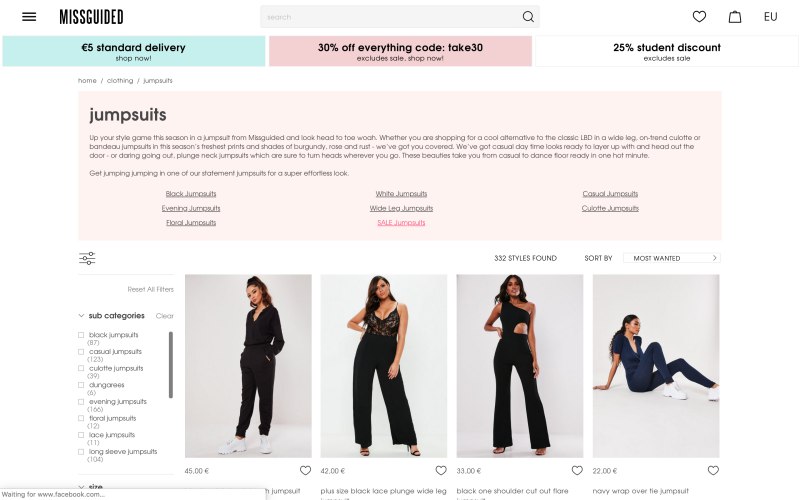 MISSGUIDED
search
EU
€5 standard delivery
shop now!
30% off everything code: take30
excludes sale, shop now!
25% student discount
excludes sale
home / clothing / jumpsuits
jumpsuits
Up your style game this season in a jumpsuit from Missguided and look head to toe woah. Whether you are shopping for a cool alternative to the classic LBD in a wide leg, on-trend culotte or
bandeau jumpsuits in this season's freshest prints and shades of burgundy, rose and rust - we've got you covered. We've got casual day time looks ready to layer up with and head out the
door - or daring going out, plunge neck jumpsuits which are sure to turn heads wherever you go. These beauties take you from casual to dance floor ready in one hot minute.
Get jumping jumping in one of our statement jumpsuits for a super effortless look.
Black Jumpsuits
White Jumpsuits
Casual Jumpsuits
Evening Jumpsuits
Wide Leg Jumpsuits
Culotte Jumpsuits
Floral Jumpsuits
SALE Jumpsuits
332 STYLES FOUND
SORT BY
MOST WANTED
Reset All Filters
sub categories
Clear
black jumpsuits
(87)
casual jumpsuits
(123)
culotte jumpsuits
(39)
dungarees
(6)
evening jumpsuits
(166)
floral jumpsuits
(12)
lace jumpsuits
(11)
long sleeve jumpsuits
(104)
size
45.00 €
42.00 €
33.00 €
22.00 €
jumpsuit
plus size black lace plunge wide leg
black one shoulder cut out flare
navy wrap over tie jumpsuit
Waiting for www.facebook.com...